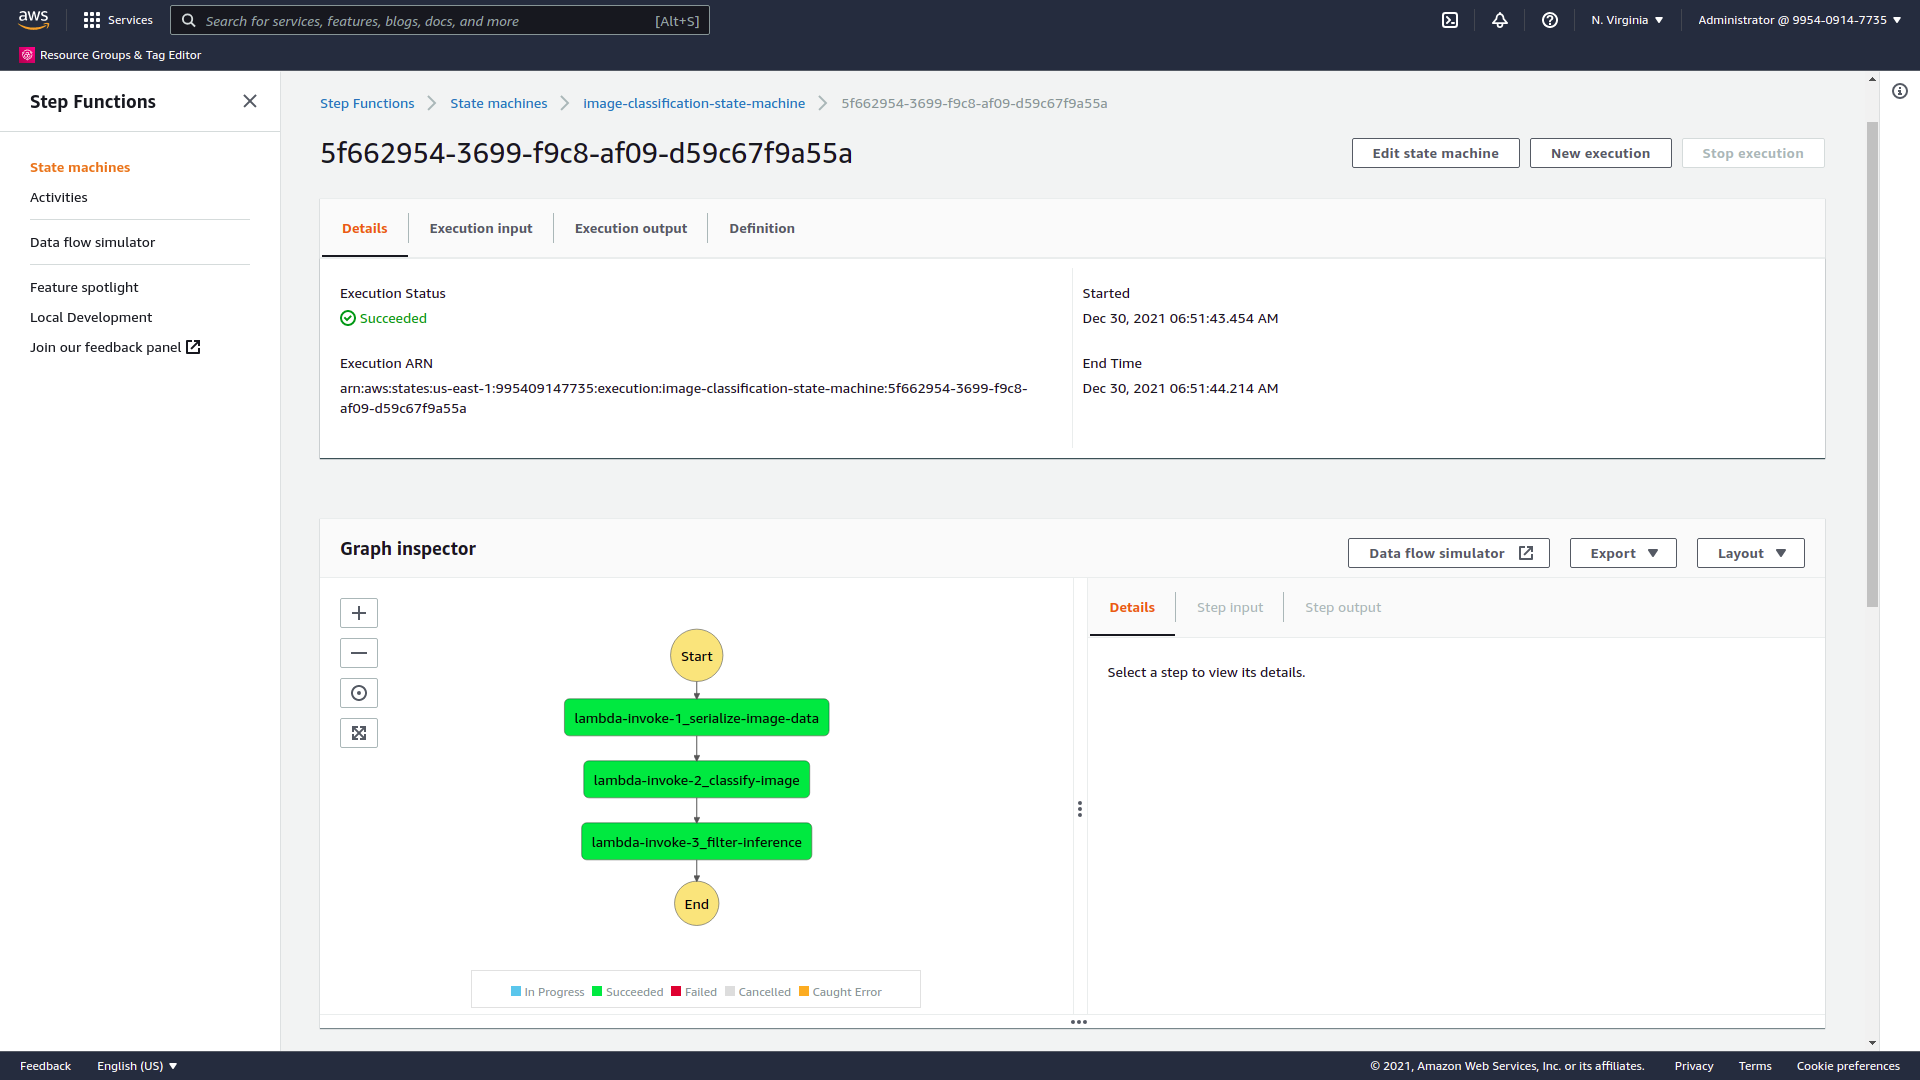 aws
Services
Search for services, features, blogs, docs, and more
[Alt+S]
N. Virginia
Administrator @ 9954-0914-7735
Resource Groups & Tag Editor
Step Functions
State machines
Activities
Data flow simulator
Feature spotlight
Local Development
Join our feedback panel
Step Functions
State machines
image-classification-state-machine
5f662954-3699-f9c8-af09-d59c67f9a55a
5f662954-3699-f9c8-af09-d59c67f9a55a
Edit state machine
New execution
Stop execution
Details
Execution input
Execution output
Definition
Execution Status
Succeeded
Execution ARN
arn:aws:states:us-east-1:995409147735:execution:image-classification-state-machine:5f662954-3699-f9c8-
af09-d59c67f9a55a
Started
Dec 30, 2021 06:51:43.454 AM
End Time
Dec 30, 2021 06:51:44.214 AM
Graph inspector
Data flow simulator
Export
Layout
Start
lambda-invoke-1_serialize-image-data
lambda-invoke-2_classify-image
lambda-invoke-3_filter-inference
End
In Progress
Succeeded
Failed
Cancelled
Caught Error
Details
Step input
Step output
Select a step to view its details.
Feedback
English (US)
© 2021, Amazon Web Services, Inc. or its affiliates.
Privacy
Terms
Cookie preferences